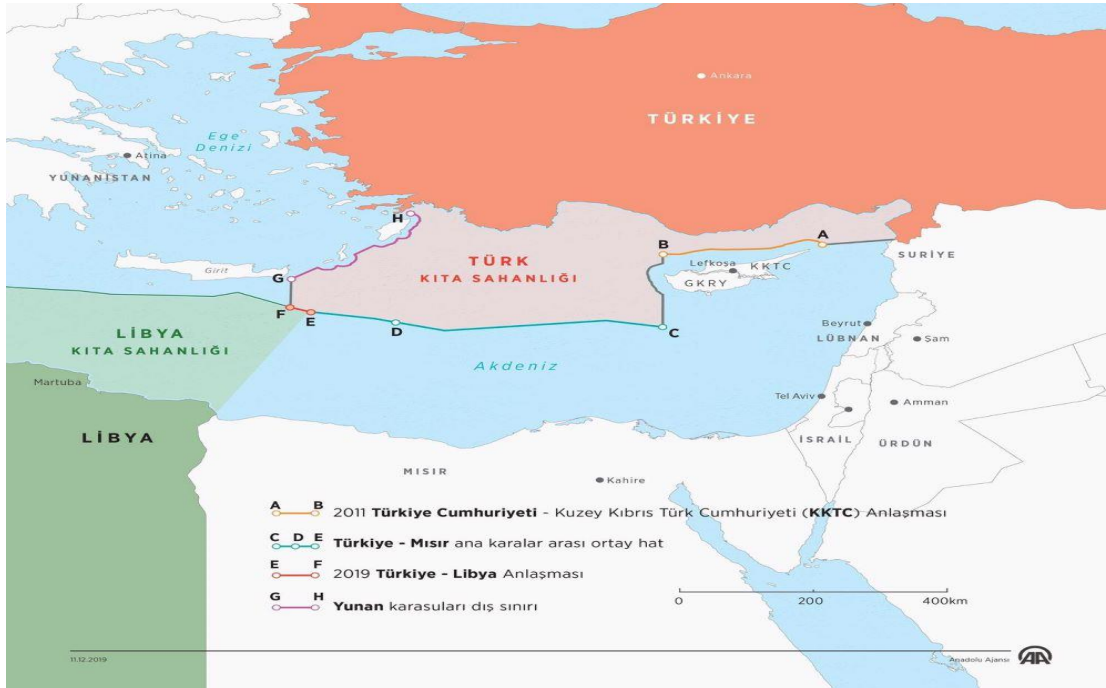 Ankara
TÜRKİYE
Ege
Denizi
Atina
YUNANİSTAN
H
B
A
TÜRK
KITA SAHANLIĞI
Lefkoşa
KKTC
GKRY
SURİYE
Girit
G
F
E
D
C
LİBYA
KITA SAHANLIĞI
Akdeniz
Beyrut
LÜBNAN
Şam
Martuba
Tel Aviv
Amman
LİBYA
İSRAİL
ÜRDÜN
MISIR
Kahire
A B 2011 Türkiye Cumhuriyeti - Kuzey Kıbrıs Türk Cumhuriyeti (KKTC) Anlaşması
C D E Türkiye - Mısır ana karalar arası ortay hat
E F 2019 Türkiye - Libya Anlaşması
G H Yunan karasuları dış sınırı
0 200 400km
11.12.2019
Anadolu Ajansı AA